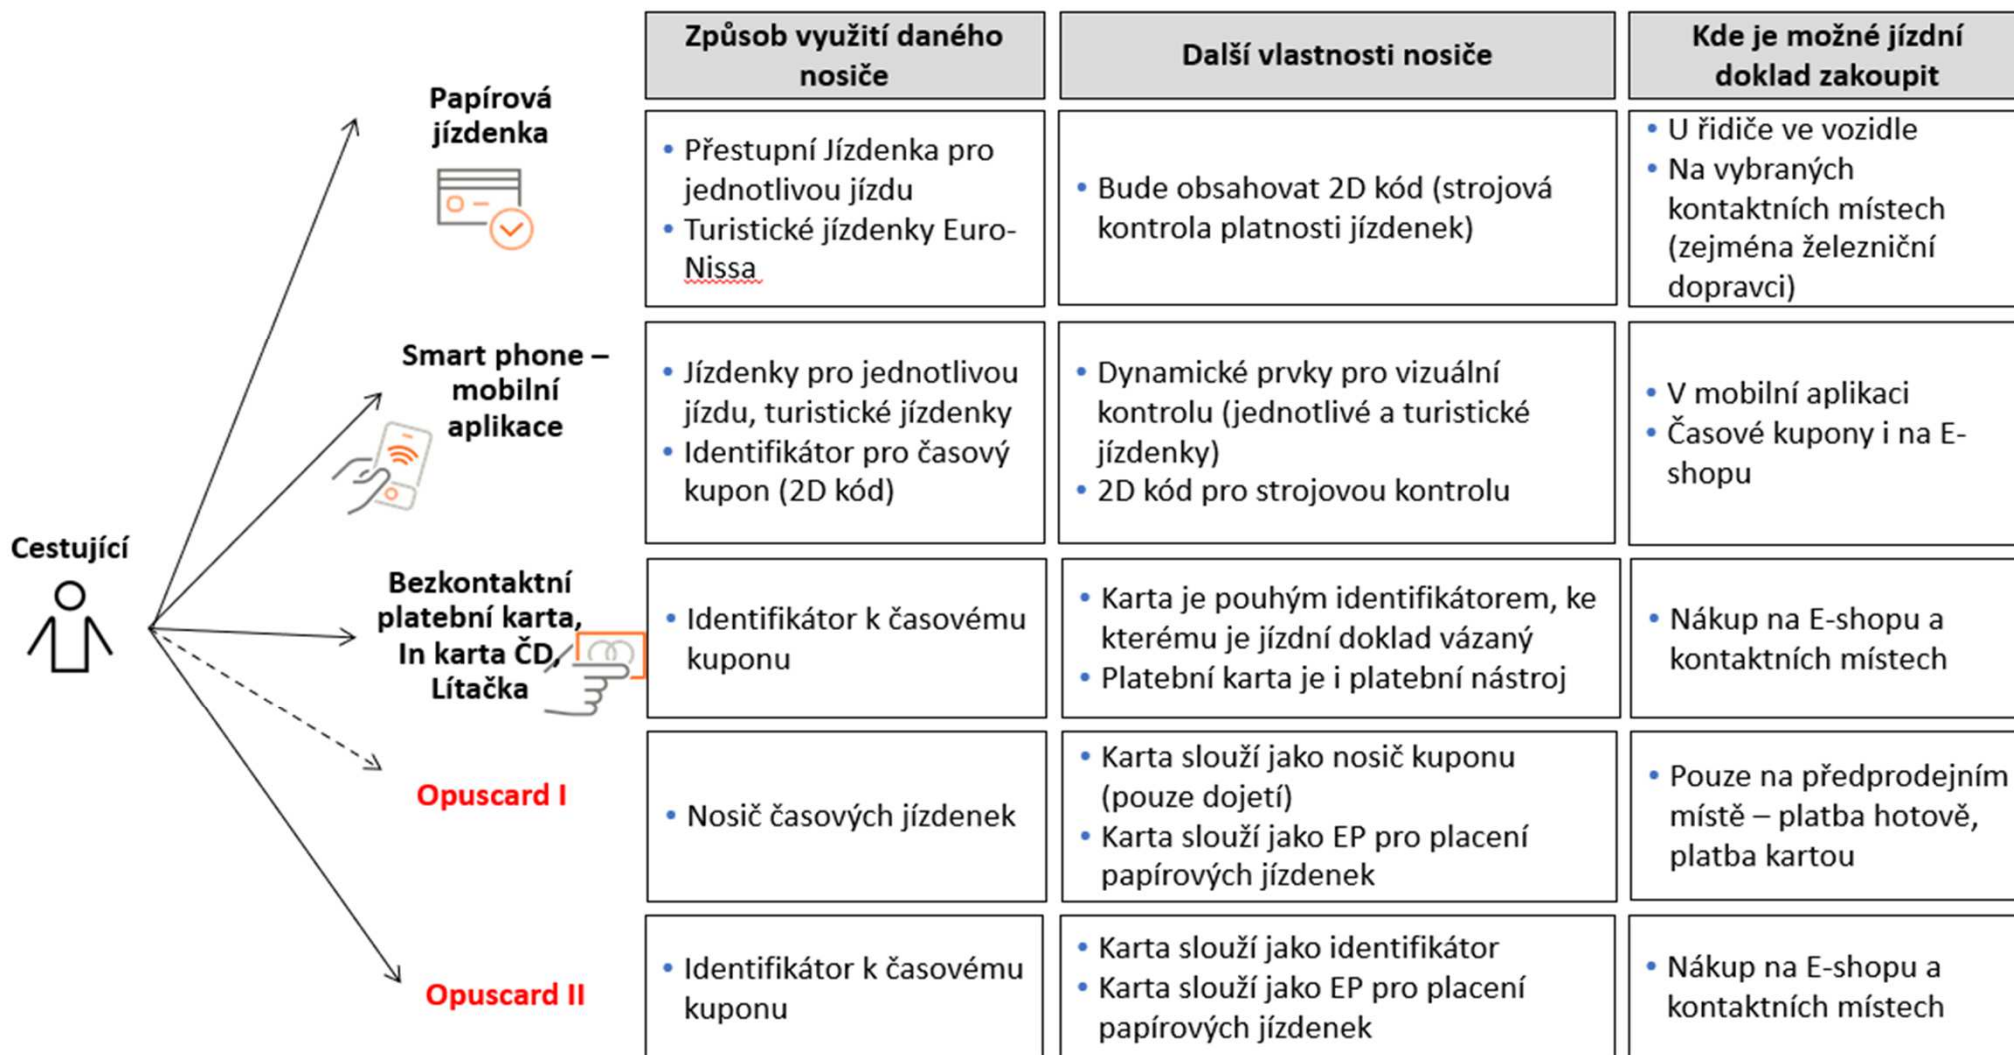 Způsob využití daného
nosiče
Další vlastnosti nosiče
Kde je možné jízdní
doklad zakoupit
Papírová
jízdenka
• Přestupní Jízdenka pro
jednotlivou jízdu
• Turistické jízdenky Euro-
Nissa
• Bude obsahovat 2D kód (strojová
kontrola platnosti jízdenek)
• U řidiče ve vozidle
• Na vybraných
kontaktních místech
(zejména železniční
dopravci)
Smart phone –
mobilní
aplikace
• Jízdenky pro jednotlivou
jízdu, turistické jízdenky
• Identifikátor pro časový
kupon (2D kód)
• Dynamické prvky pro vizuální
kontrolu (jednotlivé a turistické
jízdenky)
• 2D kód pro strojovou kontrolu
• V mobilní aplikaci
• Časové kupony i na E-
shopu
Cestující
Bezkontaktní
platební karta,
In karta ČD,
Lítačka
• Identifikátor k časovému
kuponu
• Karta je pouhým identifikátorem, ke
kterému je jízdní doklad vázaný
• Platební karta je i platební nástroj
• Nákup na E-shopu a
kontaktních místech
Opuscard I
• Nosič časových jízdenek
• Karta slouží jako nosič kuponu
(pouze dojetí)
• Karta slouží jako EP pro placení
papírových jízdenek
• Pouze na předprodejním
místě – platba hotově,
platba kartou
Opuscard II
• Identifikátor k časovému
kuponu
• Karta slouží jako identifikátor
• Karta slouží jako EP pro placení
papírových jízdenek
• Nákup na E-shopu a
kontaktních místech